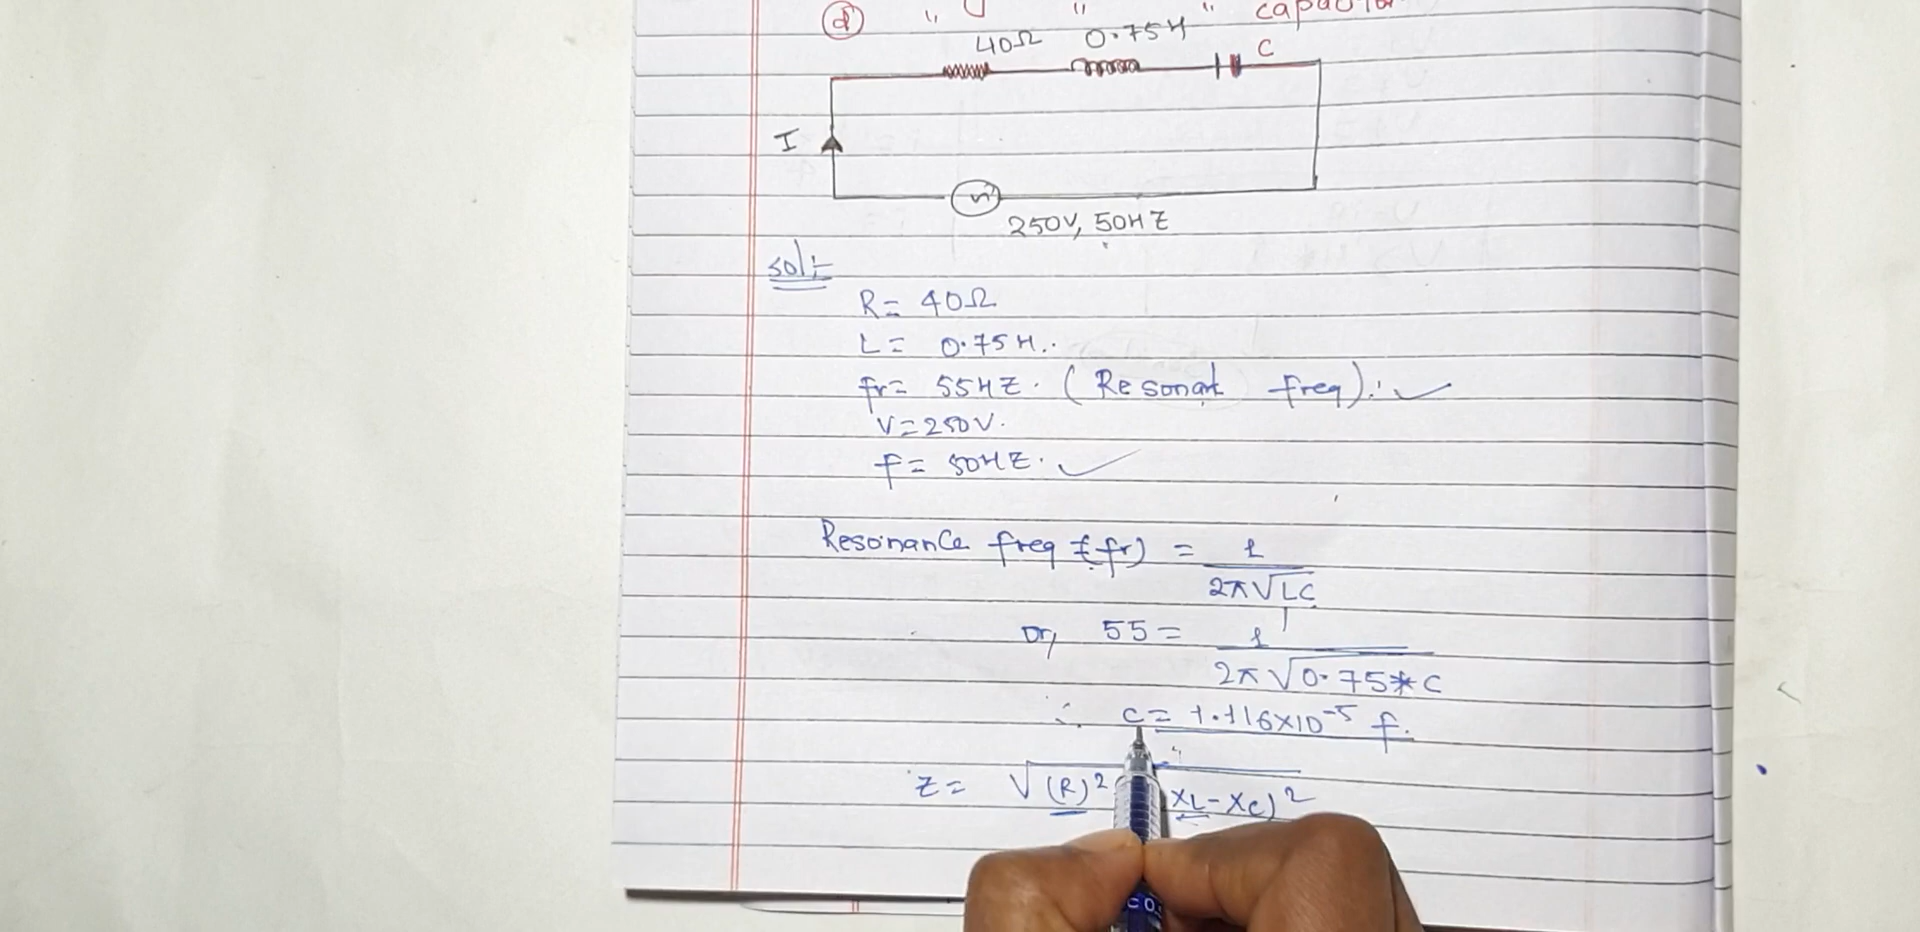 (d) " " " capacitor
40Ω 0.75H C
I
250V, 50HZ
Sol:-
R= 40Ω
L= 0.75H..
fr= 55HZ. (Resonant freq). ✓
V=250V.
f= 50HZ. ✓
Resonance freq (fr) = 1 / 2π√LC
or, 55 = 1 / 2π√0.75*C
∴ C= 1.116×10⁻⁵ f.
Z= √(R)² XL-XC)²
CO